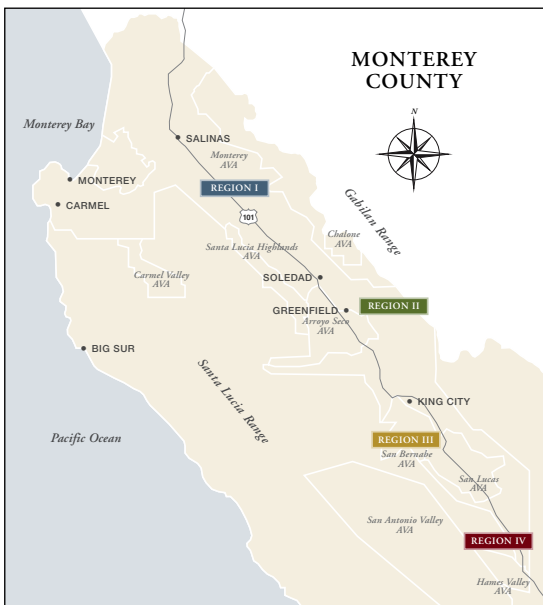 MONTEREY
COUNTY
N
Monterey Bay
SALINAS
Monterey
AVA
MONTEREY
REGION I
CARMEL
101
Gabilan Range
Chalone
AVA
Santa Lucia Highlands
AVA
Carmel Valley
AVA
SOLEDAD
REGION II
GREENFIELD
Arroyo Seco
AVA
BIG SUR
Santa Lucia Range
KING CITY
Pacific Ocean
REGION III
San Bernabe
AVA
San Lucas
AVA
San Antonio Valley
AVA
REGION IV
Hames Valley
AVA